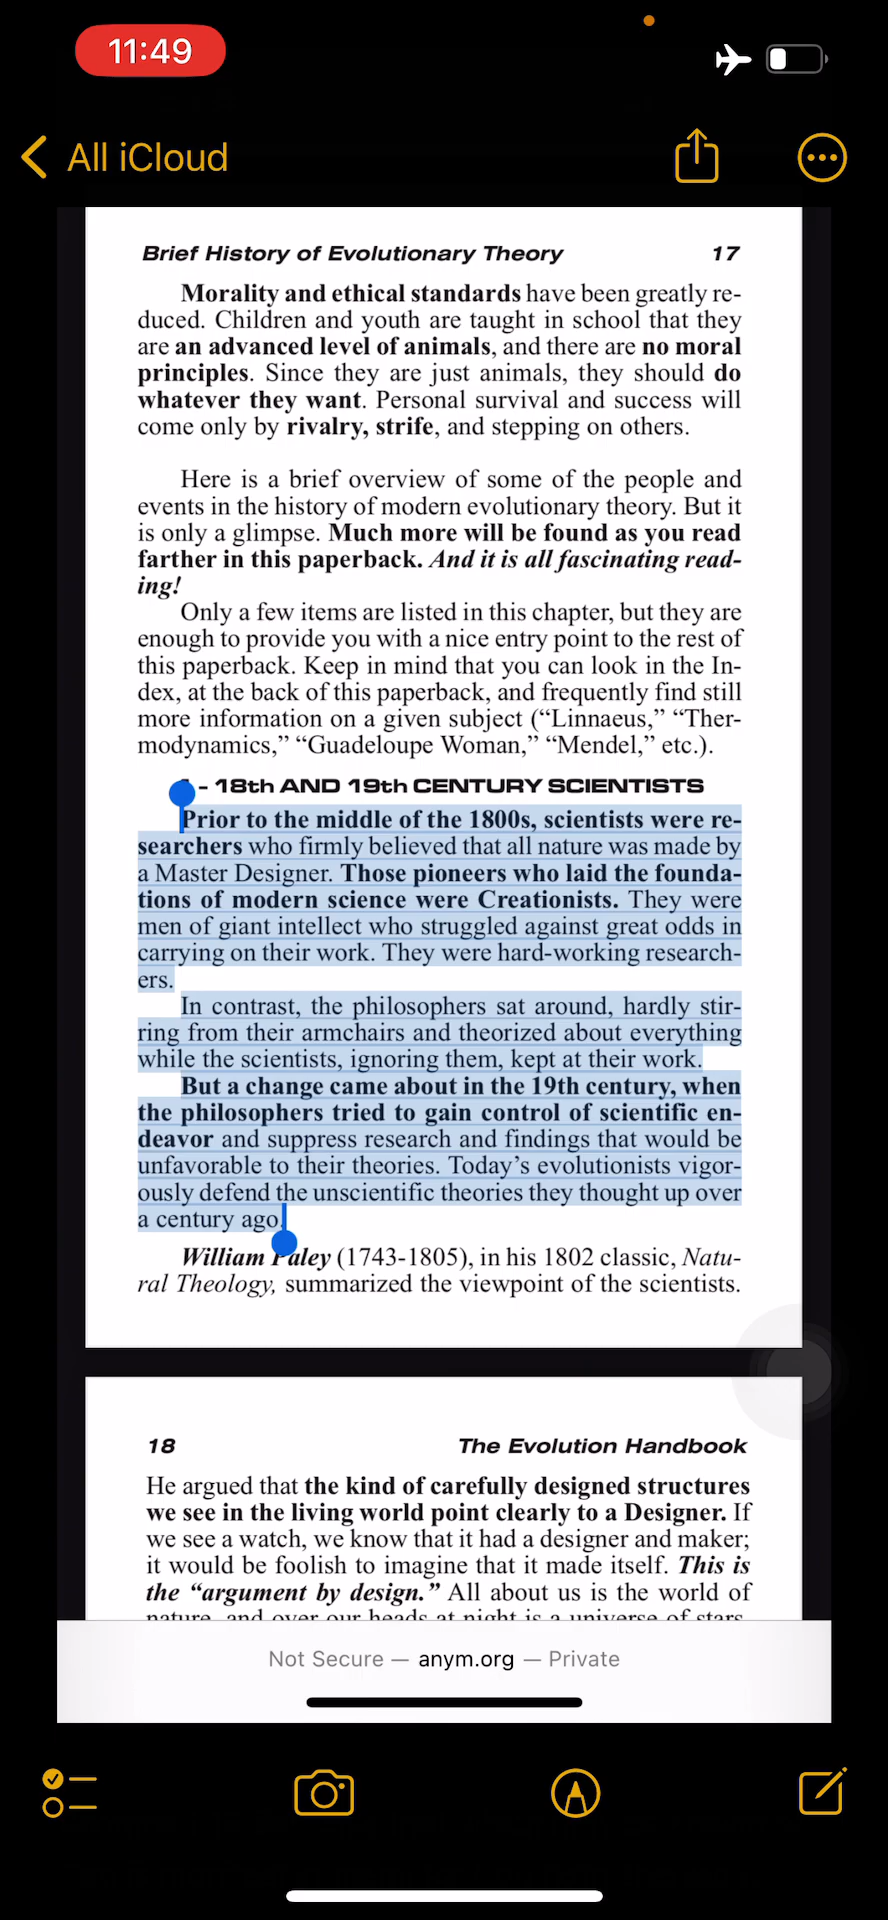 11:49
All iCloud
Brief History of Evolutionary Theory 17
Morality and ethical standards have been greatly re-
duced. Children and youth are taught in school that they
are an advanced level of animals, and there are no moral
principles. Since they are just animals, they should do
whatever they want. Personal survival and success will
come only by rivalry, strife, and stepping on others.
Here is a brief overview of some of the people and
events in the history of modern evolutionary theory. But it
is only a glimpse. Much more will be found as you read
farther in this paperback. And it is all fascinating read-
ing!
Only a few items are listed in this chapter, but they are
enough to provide you with a nice entry point to the rest of
this paperback. Keep in mind that you can look in the In-
dex, at the back of this paperback, and frequently find still
more information on a given subject (“Linnaeus,” “Ther-
modynamics,” “Guadeloupe Woman,” “Mendel,” etc.).
- 18th AND 19th CENTURY SCIENTISTS
Prior to the middle of the 1800s, scientists were re-
searchers who firmly believed that all nature was made by
a Master Designer. Those pioneers who laid the founda-
tions of modern science were Creationists. They were
men of giant intellect who struggled against great odds in
carrying on their work. They were hard-working research-
ers.
In contrast, the philosophers sat around, hardly stir-
ring from their armchairs and theorized about everything
while the scientists, ignoring them, kept at their work.
But a change came about in the 19th century, when
the philosophers tried to gain control of scientific en-
deavor and suppress research and findings that would be
unfavorable to their theories. Today’s evolutionists vigor-
ously defend the unscientific theories they thought up over
a century ago.
William Paley (1743-1805), in his 1802 classic, Natu-
ral Theology, summarized the viewpoint of the scientists.
18 The Evolution Handbook
He argued that the kind of carefully designed structures
we see in the living world point clearly to a Designer. If
we see a watch, we know that it had a designer and maker;
it would be foolish to imagine that it made itself. This is
the “argument by design.” All about us is the world of
nature, and over our heads at night is a universe of stars.
Not Secure — anym.org — Private